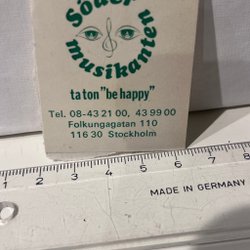 Söder
musikanten
ta ton "be happy"
Tel. 08-43 21 00, 43 99 00
Folkungagatan 110
116 30 Stockholm
1 2 3 4 5 6 7 8
MADE IN GERMANY